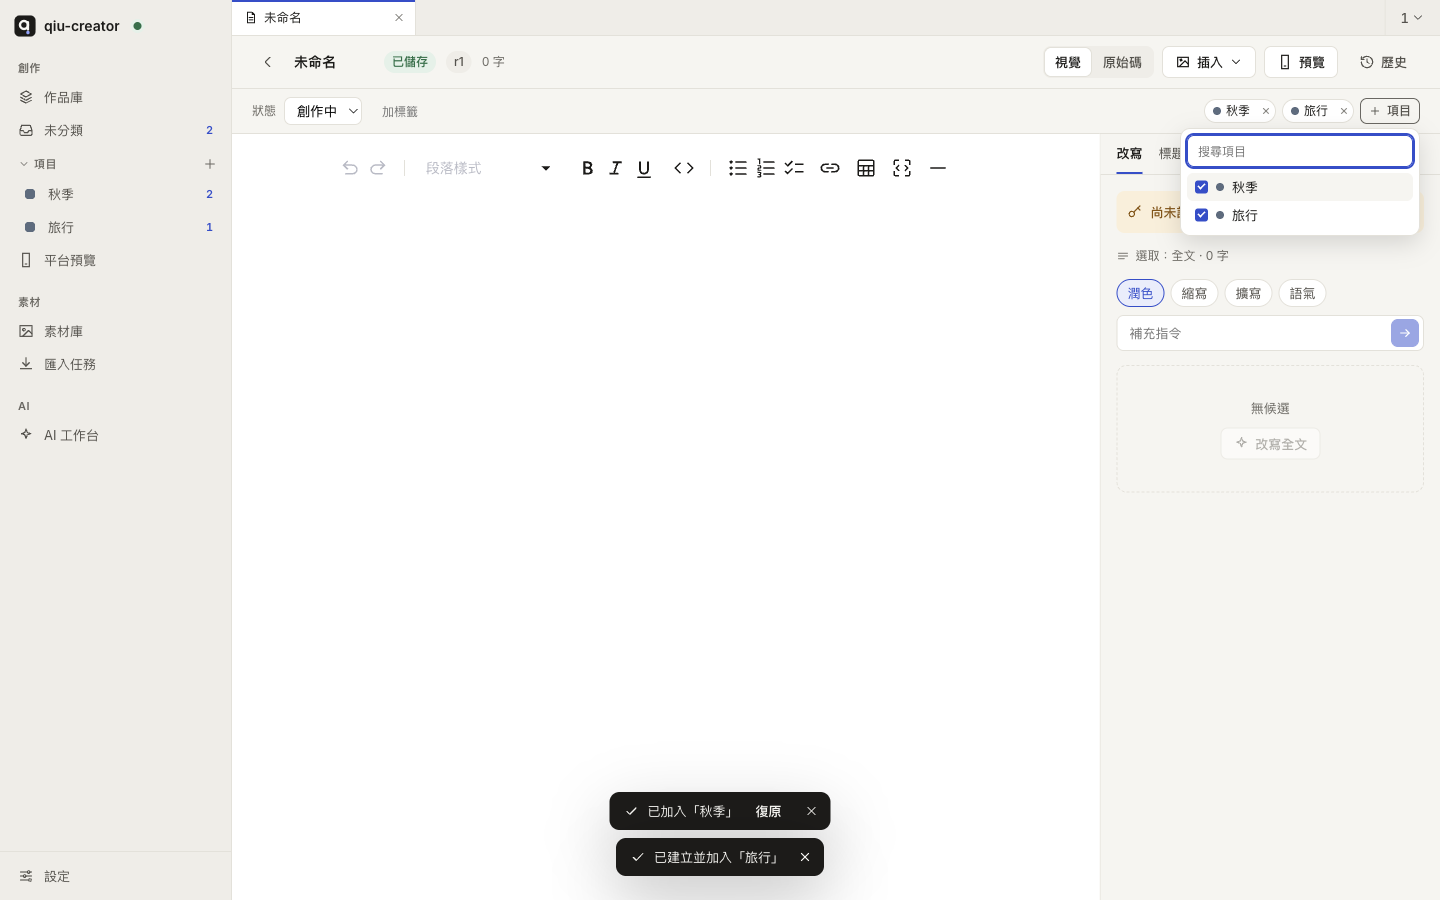 qiu-creator
創作
作品庫
未分類 2
項目
秋季 2
旅行 1
平台預覽
素材
素材庫
匯入任務
AI
AI 工作台
設定
未命名
1
未命名 已儲存 r1 0 字
視覺 原始碼 插入 預覽 歷史
狀態 創作中 加標籤
秋季 旅行 項目
段落樣式
改寫
搜尋項目
秋季
旅行
尚未
選取：全文 · 0 字
潤色 縮寫 擴寫 語氣
補充指令
無候選
改寫全文
已加入「秋季」 復原
已建立並加入「旅行」